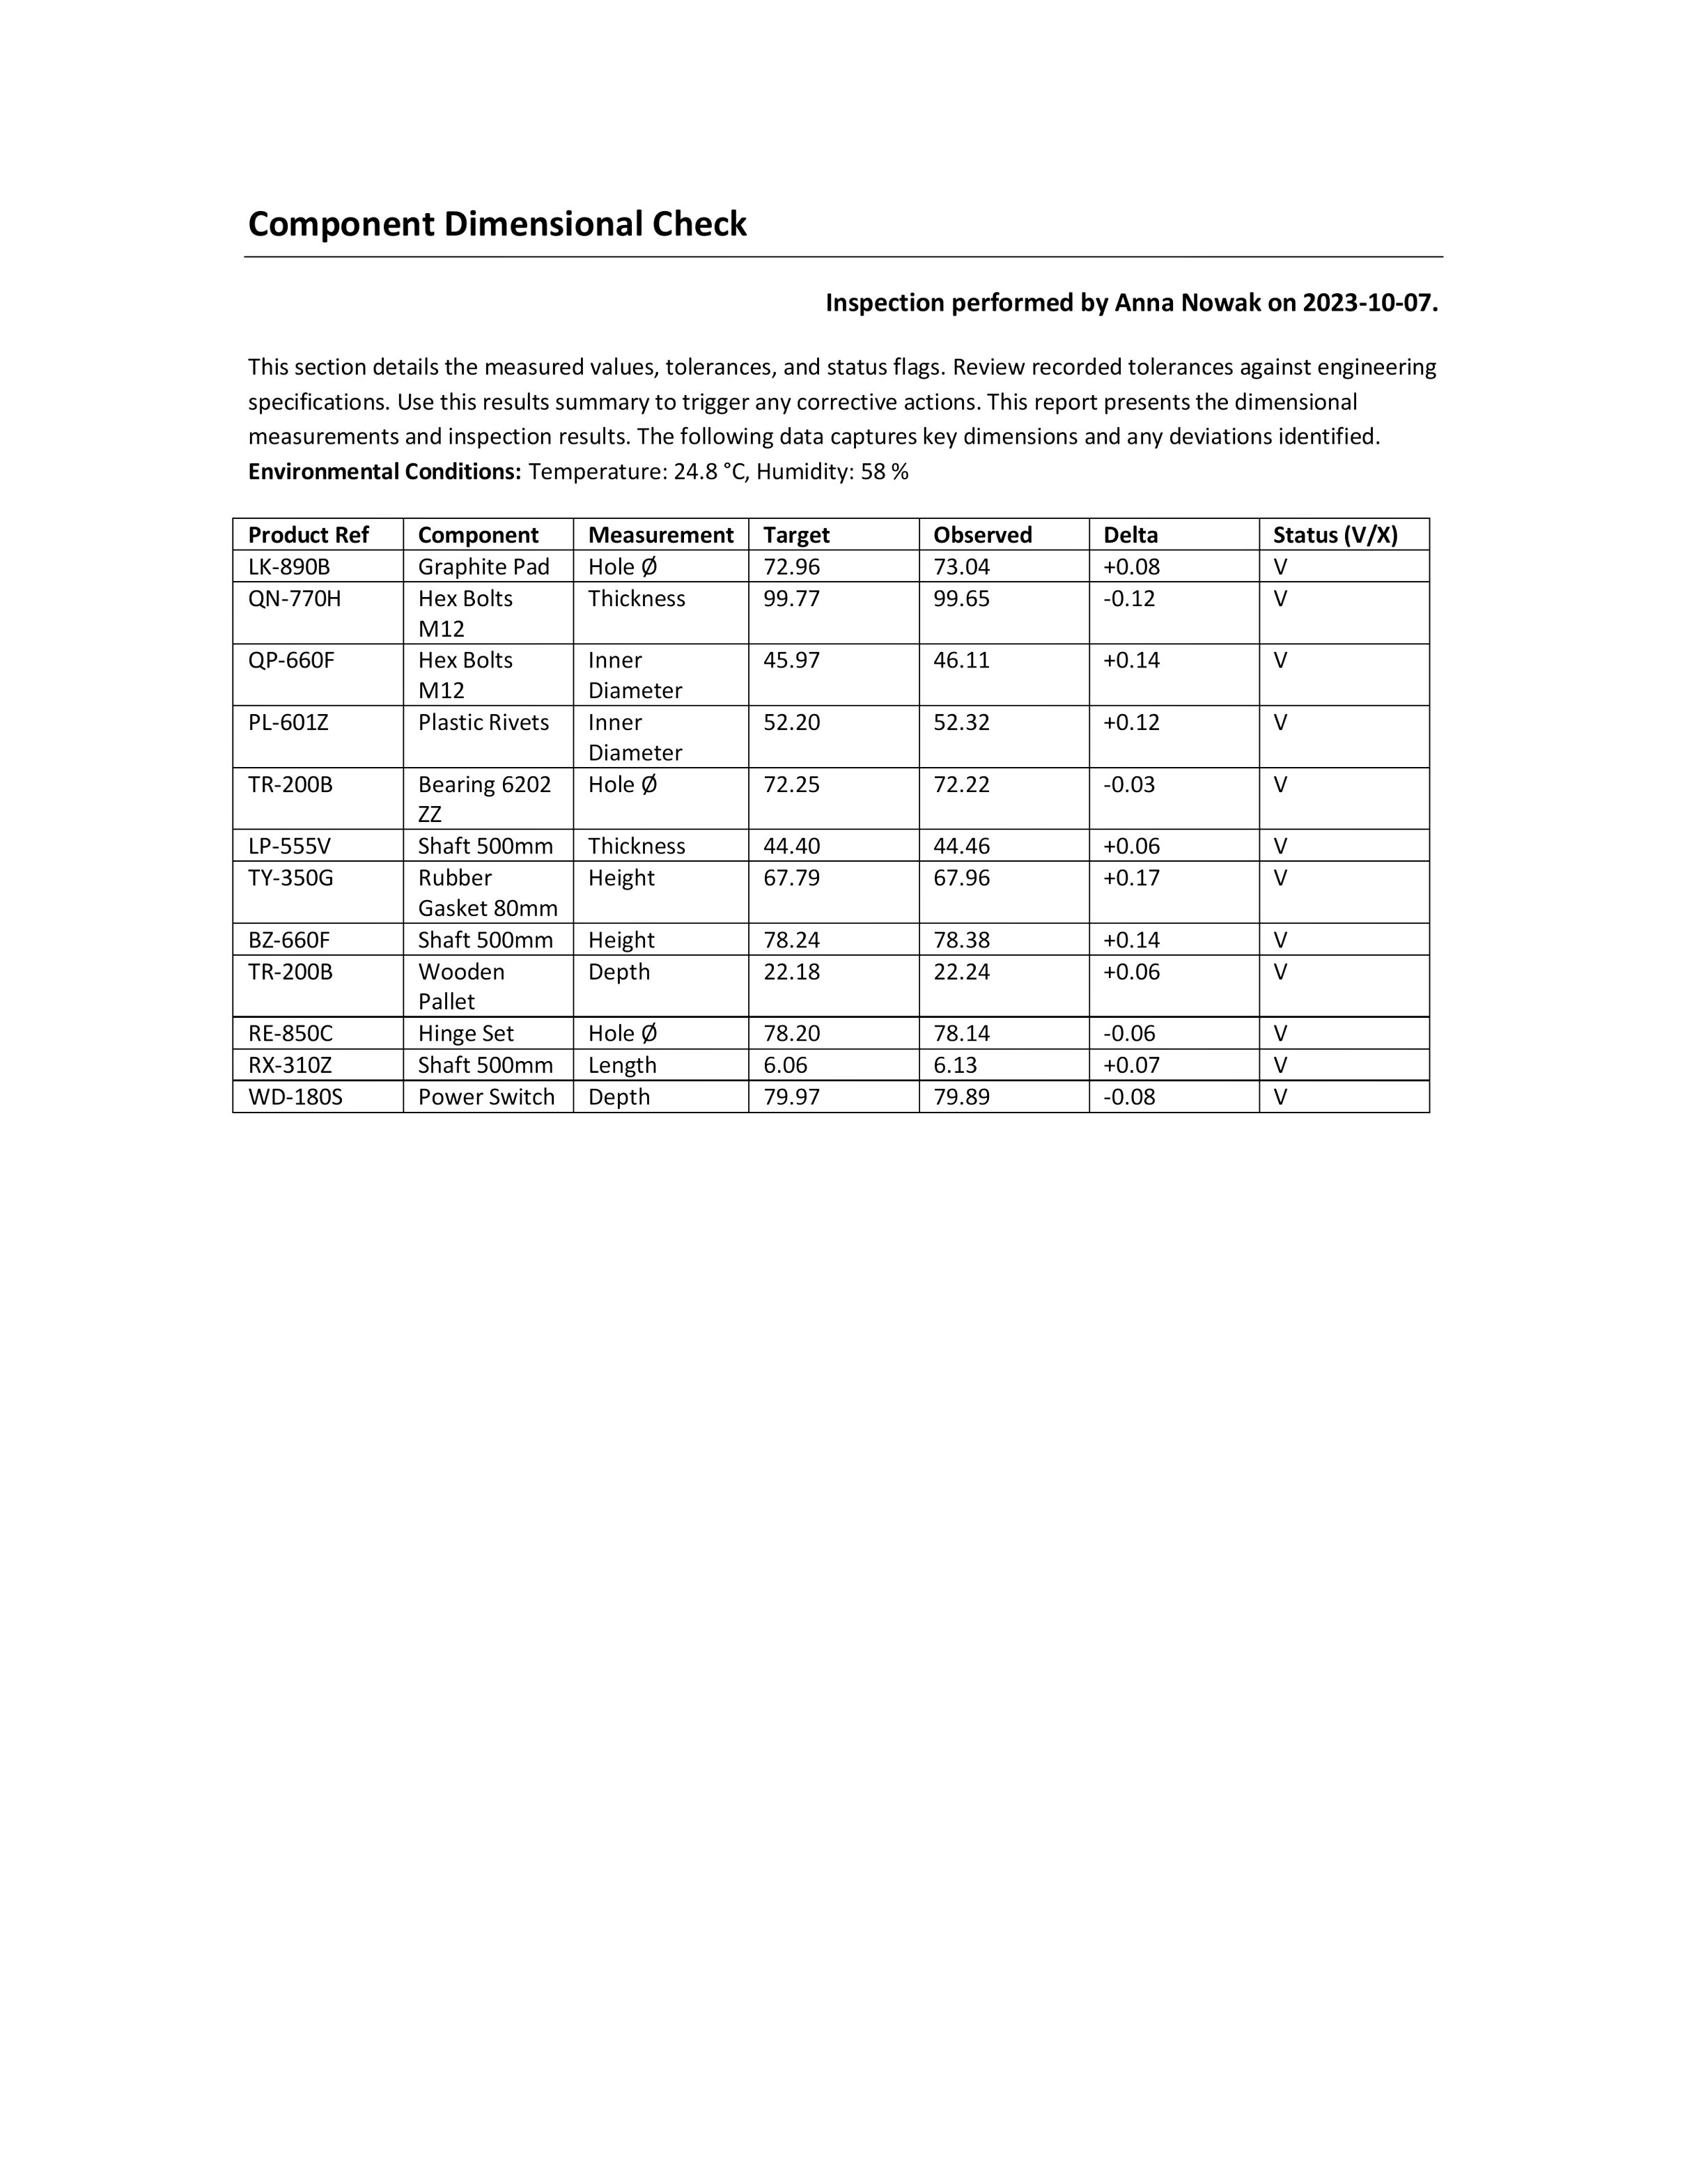 Component Dimensional Check
Inspection performed by Anna Nowak on 2023-10-07.
This section details the measured values, tolerances, and status flags. Review recorded tolerances against engineering
specifications. Use this results summary to trigger any corrective actions. This report presents the dimensional
measurements and inspection results. The following data captures key dimensions and any deviations identified.
Environmental Conditions: Temperature: 24.8 °C, Humidity: 58 %
Product Ref Component Measurement Target Observed Delta Status (V/X)
LK-890B Graphite Pad Hole Ø 72.96 73.04 +0.08 V
QN-770H Hex Bolts Thickness 99.77 99.65 -0.12 V
M12
QP-660F Hex Bolts Inner 45.97 46.11 +0.14 V
M12 Diameter
PL-601Z Plastic Rivets Inner 52.20 52.32 +0.12 V
Diameter
TR-200B Bearing 6202 Hole Ø 72.25 72.22 -0.03 V
ZZ
LP-555V Shaft 500mm Thickness 44.40 44.46 +0.06 V
TY-350G Rubber Height 67.79 67.96 +0.17 V
Gasket 80mm
BZ-660F Shaft 500mm Height 78.24 78.38 +0.14 V
TR-200B Wooden Depth 22.18 22.24 +0.06 V
Pallet
RE-850C Hinge Set Hole Ø 78.20 78.14 -0.06 V
RX-310Z Shaft 500mm Length 6.06 6.13 +0.07 V
WD-180S Power Switch Depth 79.97 79.89 -0.08 V